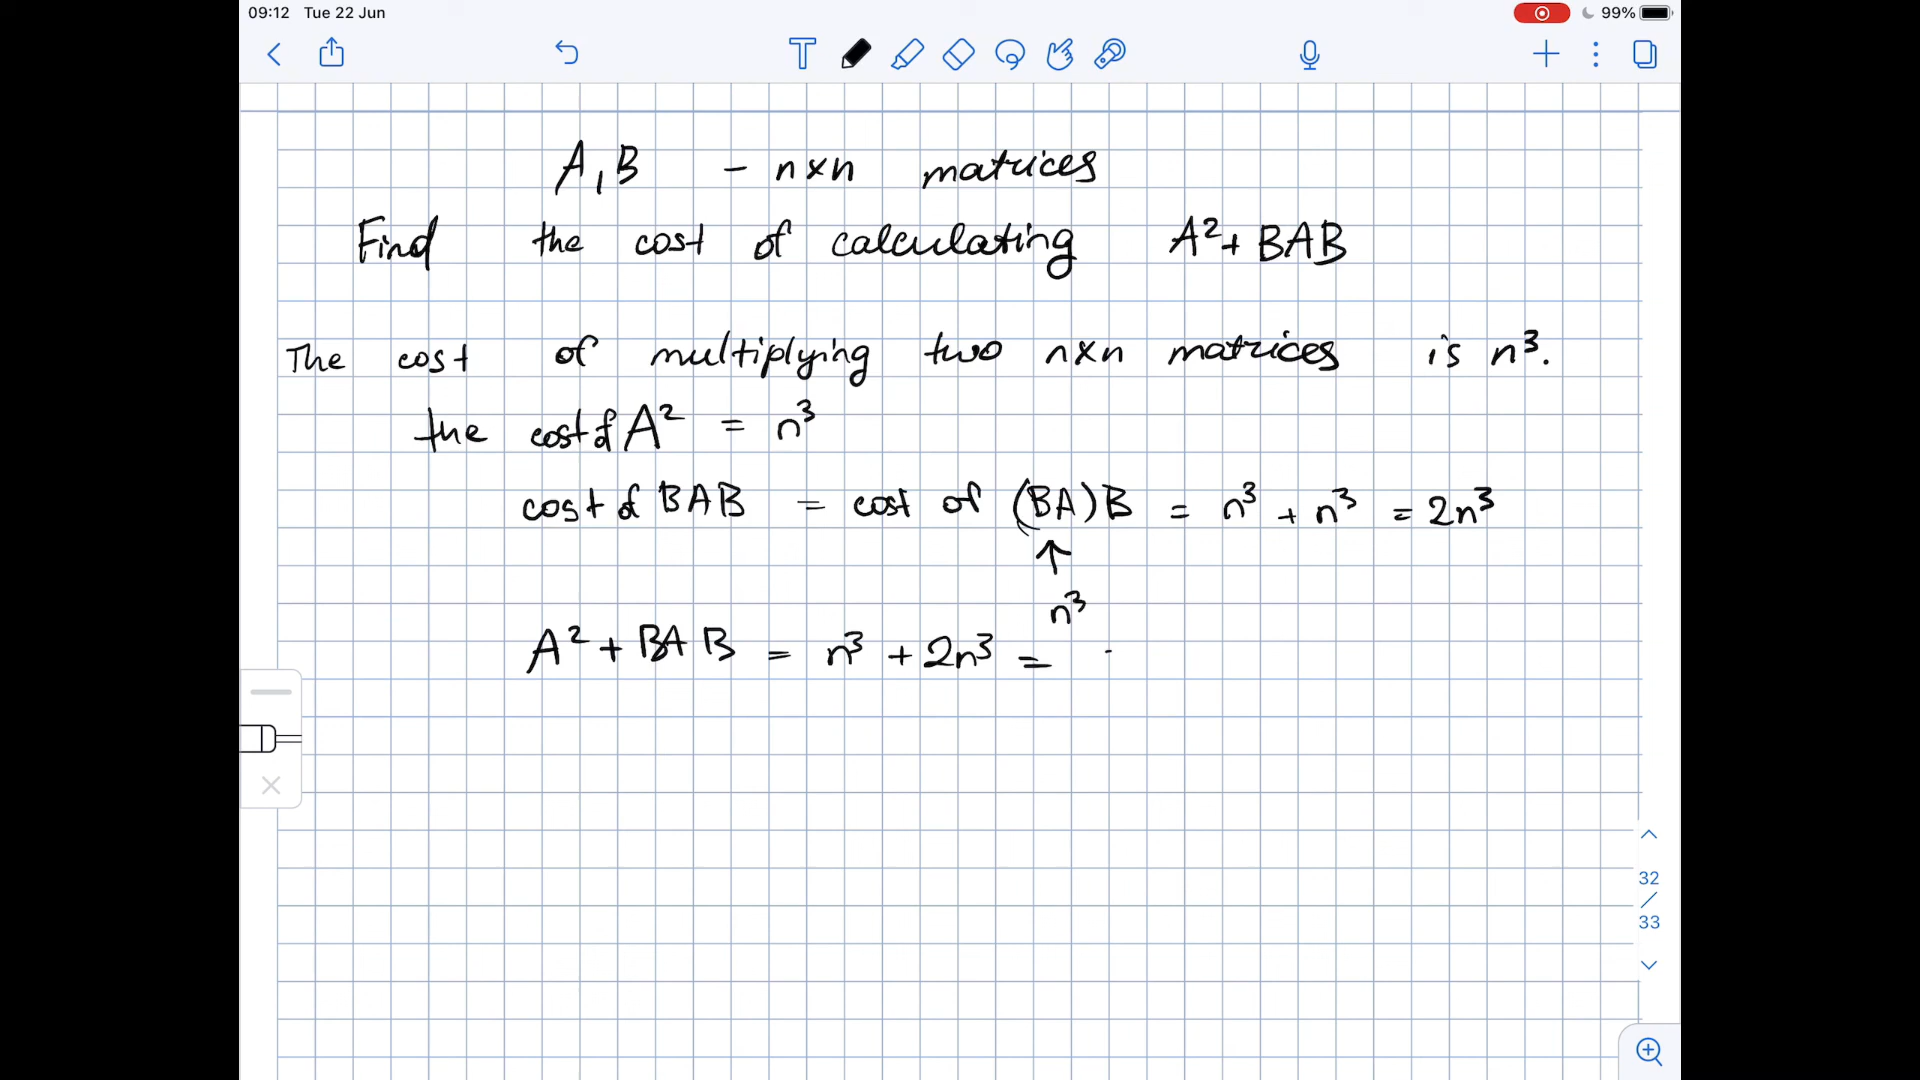 09:12 Tue 22 Jun 99%
T
A, B - n×n matrices
Find the cost of calculating A²+ BAB
The cost of multiplying two n×n matrices is n³.
the cost of A² = n³
cost of BAB = cost of (BA)B = n³ + n³ = 2n³
↑
n³
A² + BAB = n³ + 2n³ =
32
/
33